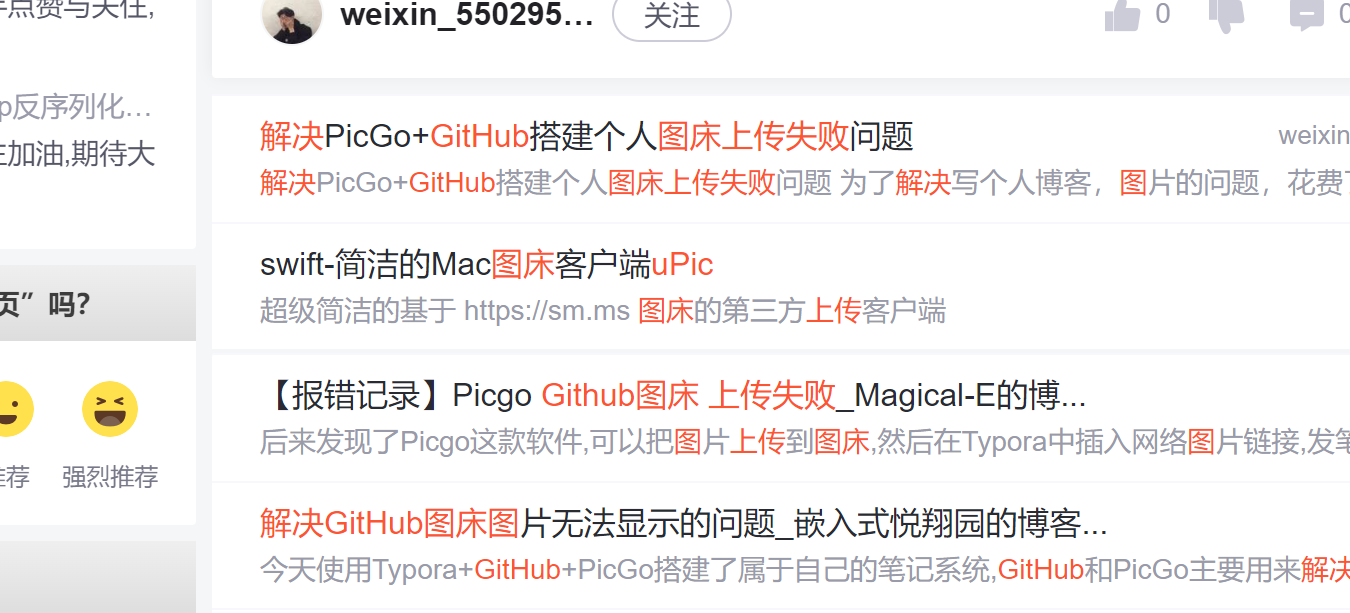 点赞与关注,
weixin_550295... 关注 0
p反序列化...
加油,期待大
解决PicGo+GitHub搭建个人图床上传失败问题 weixin
解决PicGo+GitHub搭建个人图床上传失败问题 为了解决写个人博客，图片的问题，花费
swift-简洁的Mac图床客户端uPic
超级简洁的基于 https://sm.ms 图床的第三方上传客户端
页”吗?
【报错记录】Picgo Github图床 上传失败_Magical-E的博...
后来发现了Picgo这款软件,可以把图片上传到图床,然后在Typora中插入网络图片链接,发笔
荐 强烈推荐
解决GitHub图床图片无法显示的问题_嵌入式悦翔园的博客...
今天使用Typora+GitHub+PicGo搭建了属于自己的笔记系统,GitHub和PicGo主要用来解决